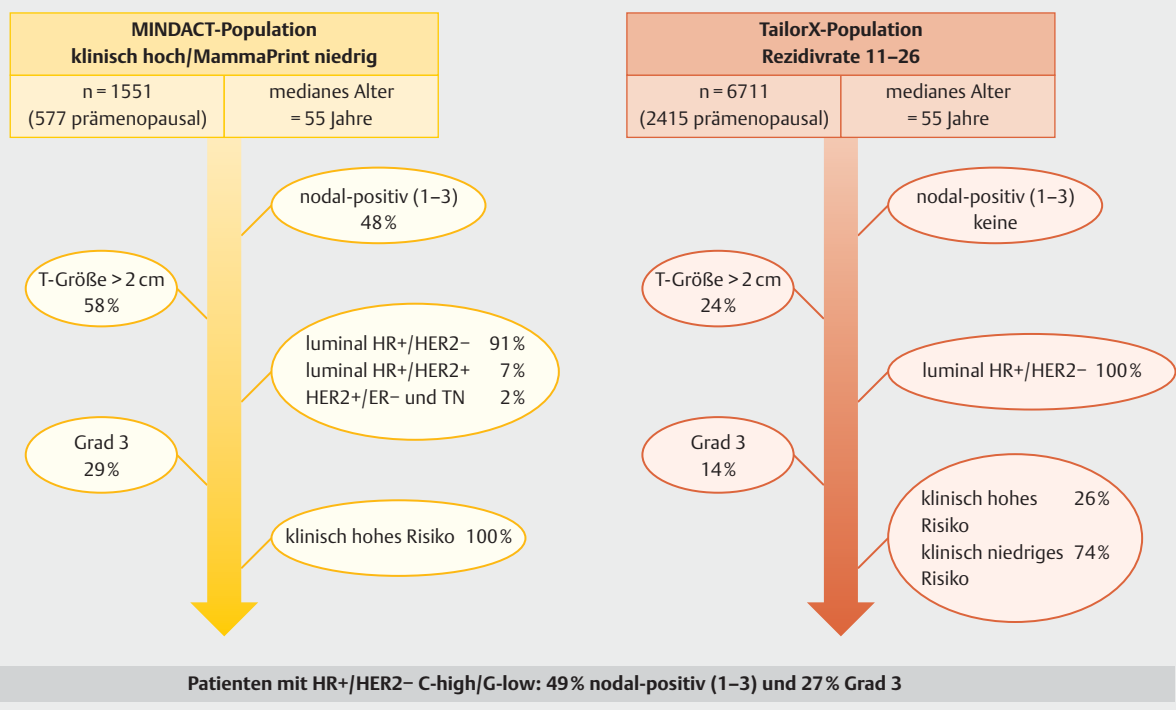 MINDACT-Population
klinisch hoch/MammaPrint niedrig
n = 1551
(577 prämenopausal)
medianes Alter
= 55 Jahre
nodal-positiv (1–3)
48 %
T-Größe > 2 cm
58 %
luminal HR+/HER2− 91 %
luminal HR+/HER2+ 7 %
HER2+/ER− und TN 2 %
Grad 3
29 %
klinisch hohes Risiko 100 %
TailorX-Population
Rezidivrate 11–26
n = 6711
(2415 prämenopausal)
medianes Alter
= 55 Jahre
nodal-positiv (1–3)
keine
T-Größe > 2 cm
24 %
luminal HR+/HER2− 100 %
Grad 3
14 %
klinisch hohes 26 %
Risiko
klinisch niedriges 74 %
Risiko
Patienten mit HR+/HER2− C-high/G-low: 49 % nodal-positiv (1–3) und 27 % Grad 3